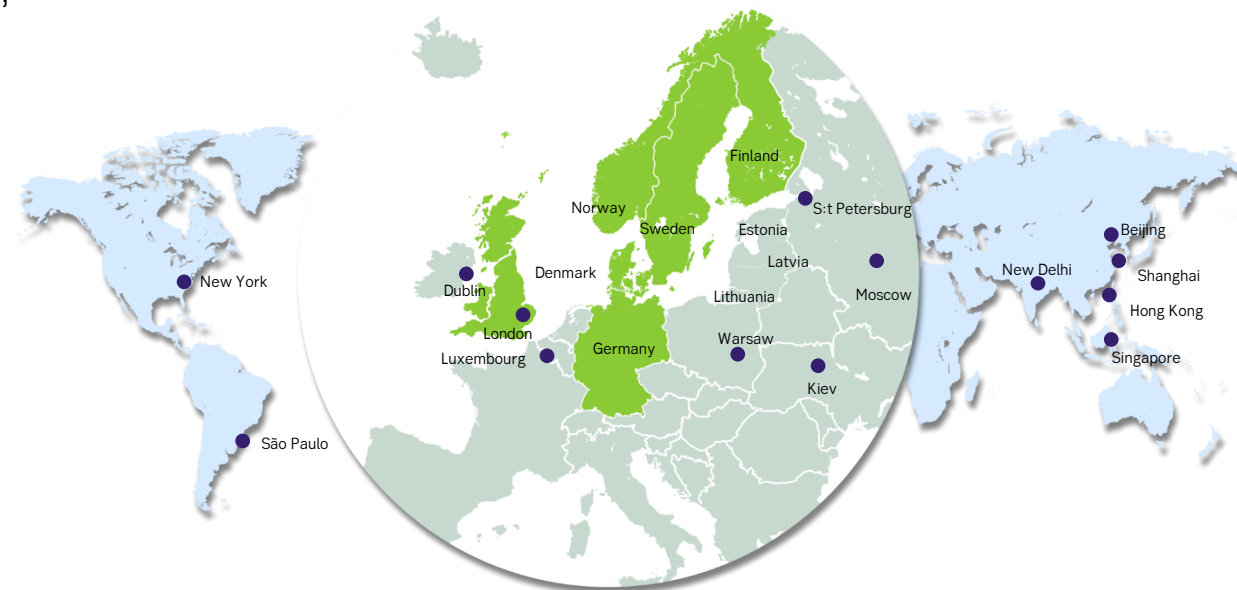 Finland
Norway
S:t Petersburg
Sweden
Estonia
Beijing
Latvia
New Delhi
Denmark
Shanghai
New York
Dublin
Lithuania
Moscow
Hong Kong
London
Warsaw
Germany
Luxembourg
Singapore
Kiev
São Paulo